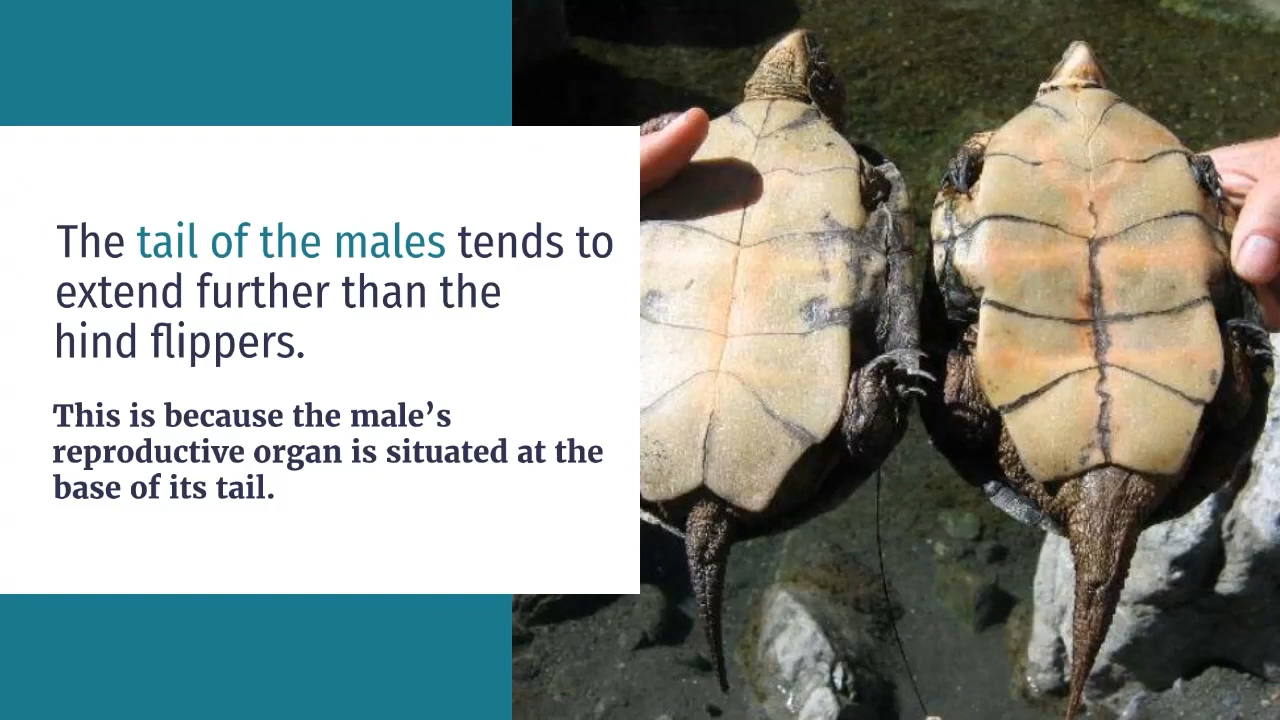 The tail of the males tends to
extend further than the
hind flippers.
This is because the male’s
reproductive organ is situated at the
base of its tail.